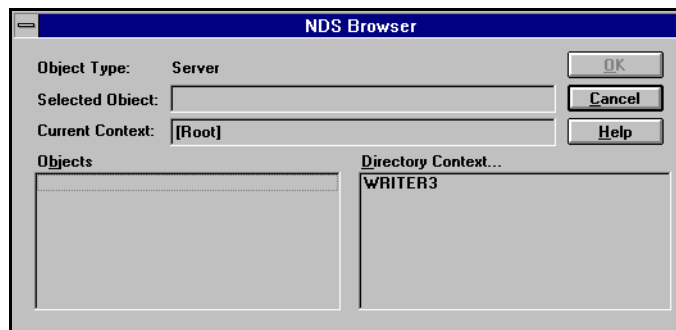 NDS Browser
Object Type: Server
OK
Selected Object:
Cancel
Current Context: [Root]
Help
Objects
Directory Context...
WRITER3